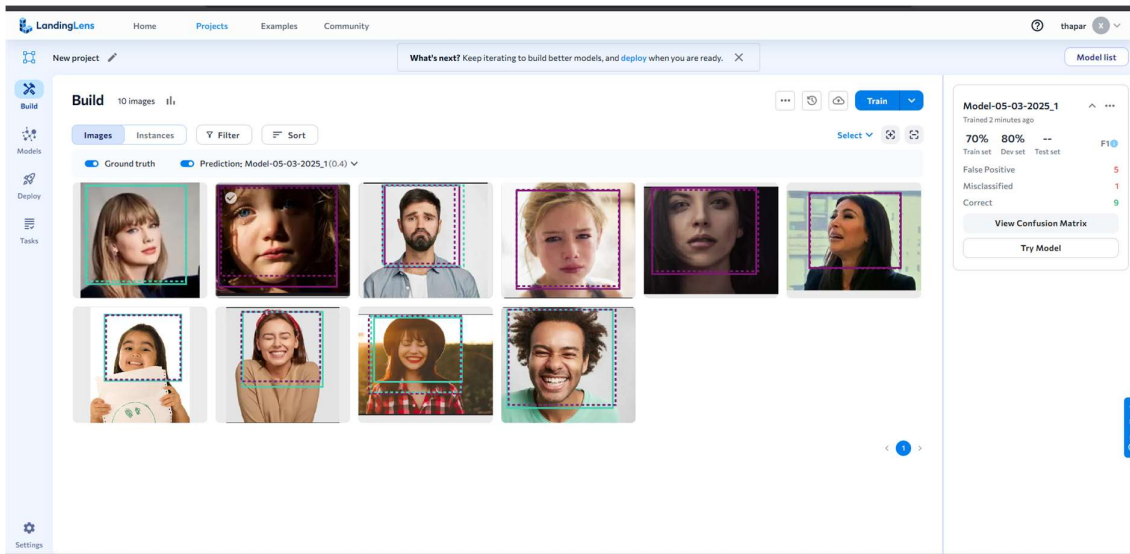 LandingLens Home Projects Examples Community thapar X
New project What's next? Keep iterating to build better models, and deploy when you are ready. Model list
Build
Models
Deploy
Tasks
Settings
Build 10 images Train
Images Instances Filter Sort Select
Ground truth Prediction: Model-05-03-2025_1 (0.4)
1
Model-05-03-2025_1
Trained 2 minutes ago
70% 80% -- F1
Train set Dev set Test set
False Positive 5
Misclassified 1
Correct 9
View Confusion Matrix
Try Model